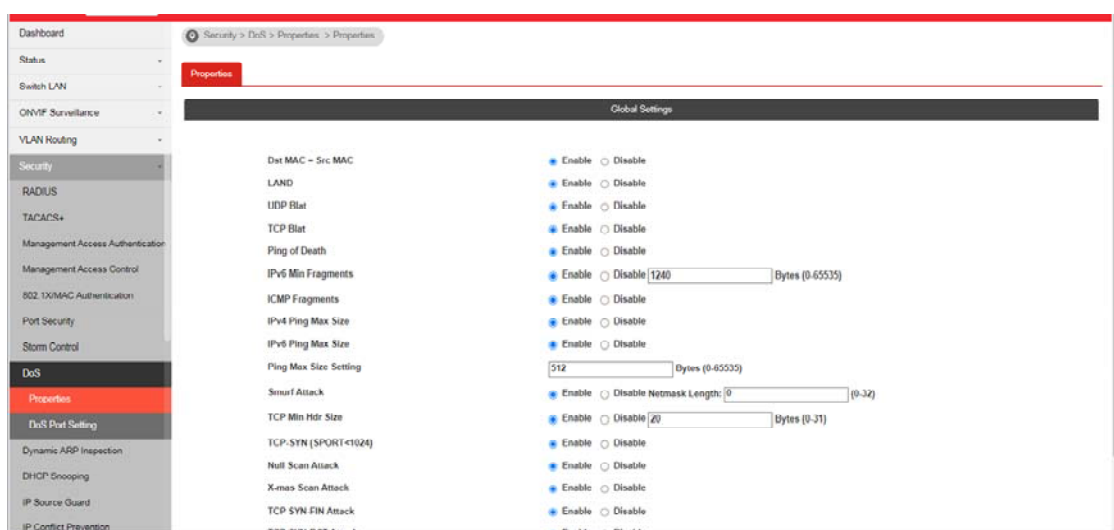 Dashboard
Status
Switch LAN
ONVIF Surveillance
VLAN Routing
Security
RADIUS
TACACS+
Management Access Authentication
Management Access Control
802.1X/MAC Authentication
Port Security
Storm Control
DoS
Properties
DoS Port Setting
Dynamic ARP Inspection
DHCP Snooping
IP Source Guard
IP Conflict Prevention
Security > DoS > Properties > Properties
Properties
Global Settings
Dst MAC = Src MAC Enable Disable
LAND Enable Disable
UDP Blat Enable Disable
TCP Blat Enable Disable
Ping of Death Enable Disable
IPv6 Min Fragments Enable Disable 1240 Bytes (0-65535)
ICMP Fragments Enable Disable
IPv4 Ping Max Size Enable Disable
IPv6 Ping Max Size Enable Disable
Ping Max Size Setting 512 Bytes (0-65535)
Smurf Attack Enable Disable Netmask Length: 0 (0-32)
TCP Min Hdr Size Enable Disable 20 Bytes (0-31)
TCP-SYN (SPORT<1024) Enable Disable
Null Scan Attack Enable Disable
X-mas Scan Attack Enable Disable
TCP SYN-FIN Attack Enable Disable